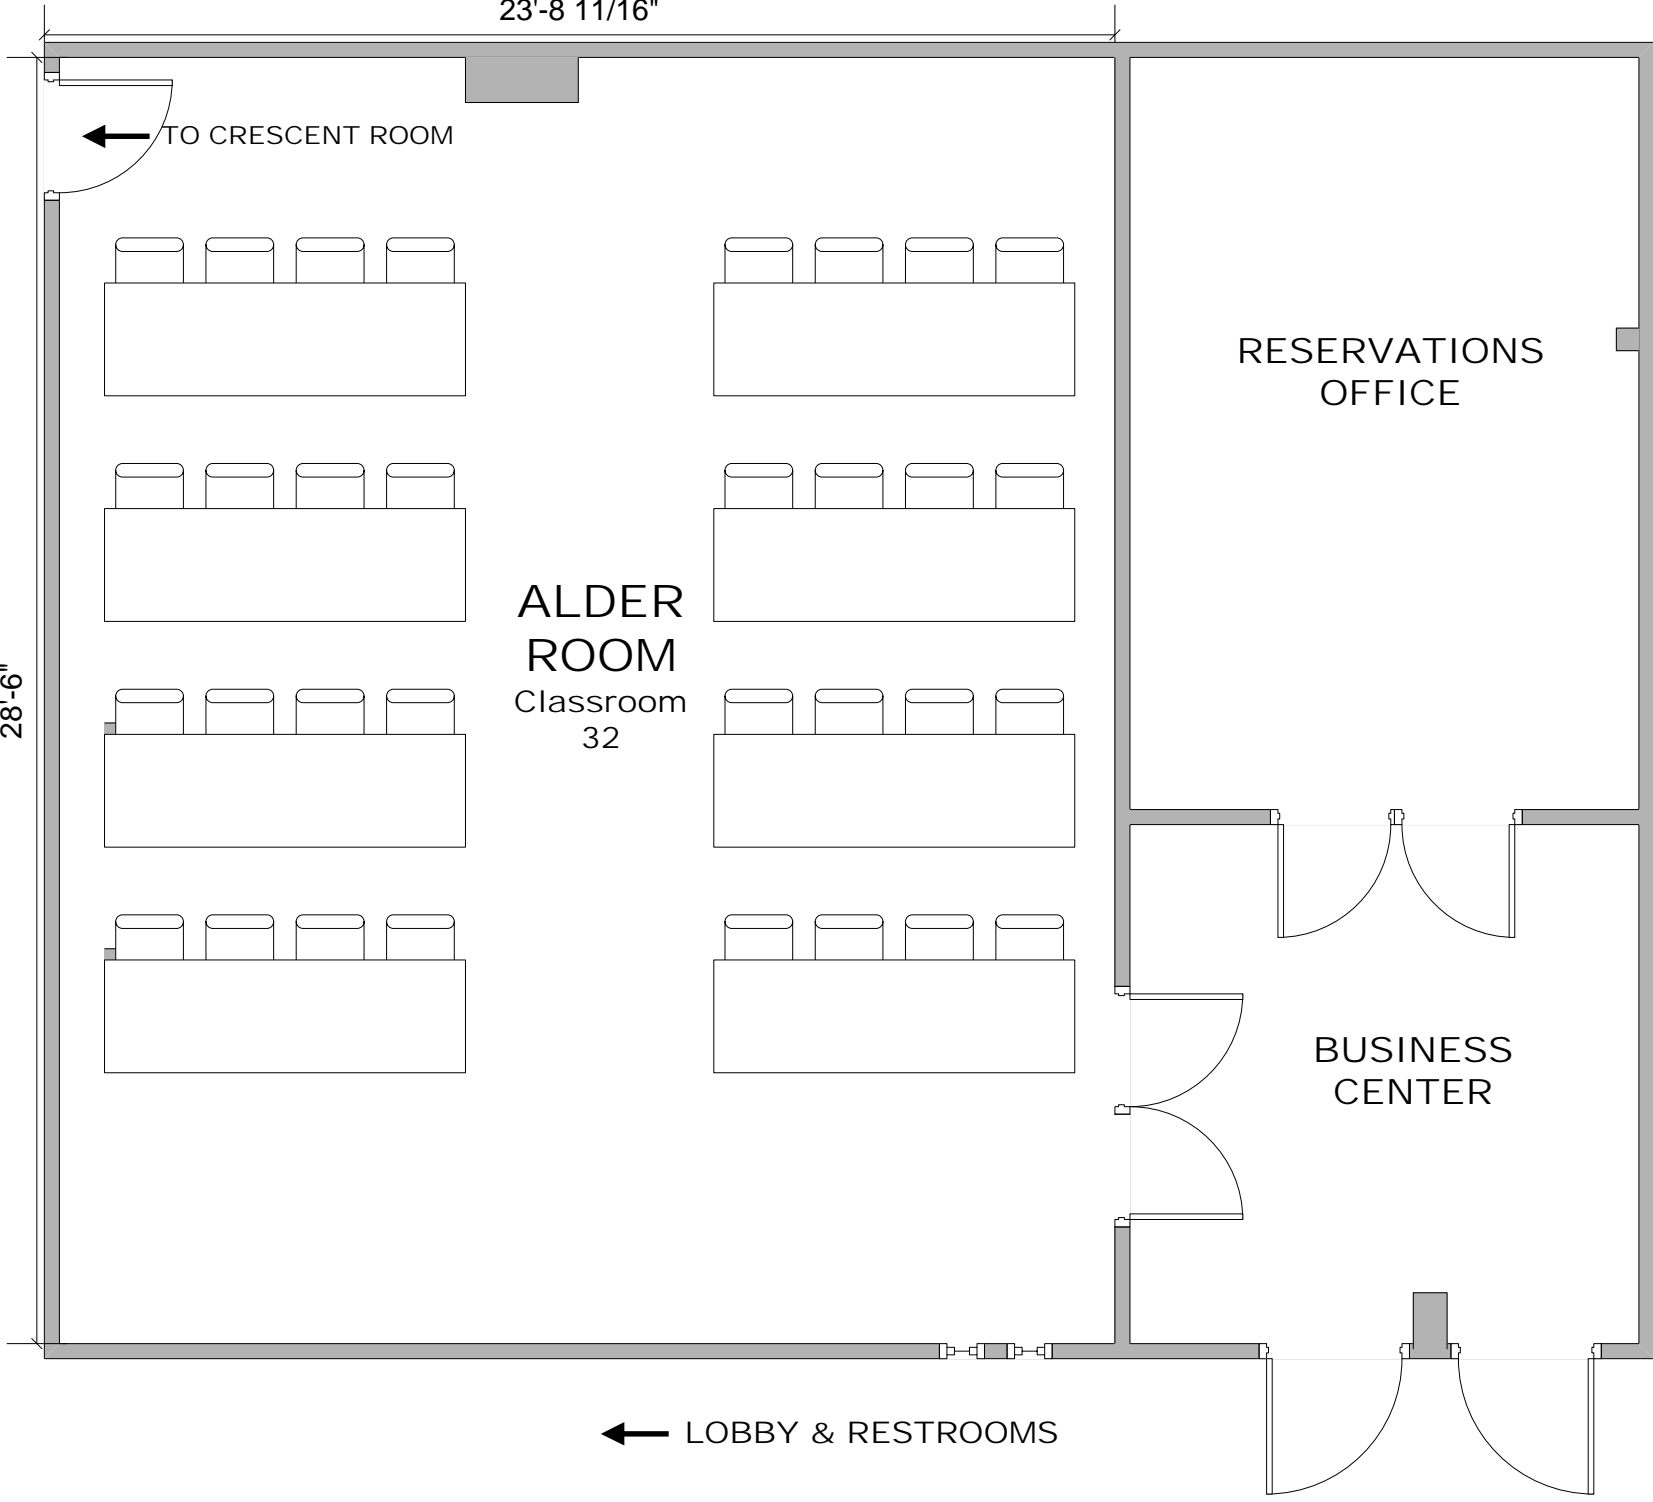 23'-8 11/16"
TO CRESCENT ROOM
RESERVATIONS
OFFICE
ALDER
ROOM
Classroom
32
28'-6"
BUSINESS
CENTER
LOBBY & RESTROOMS